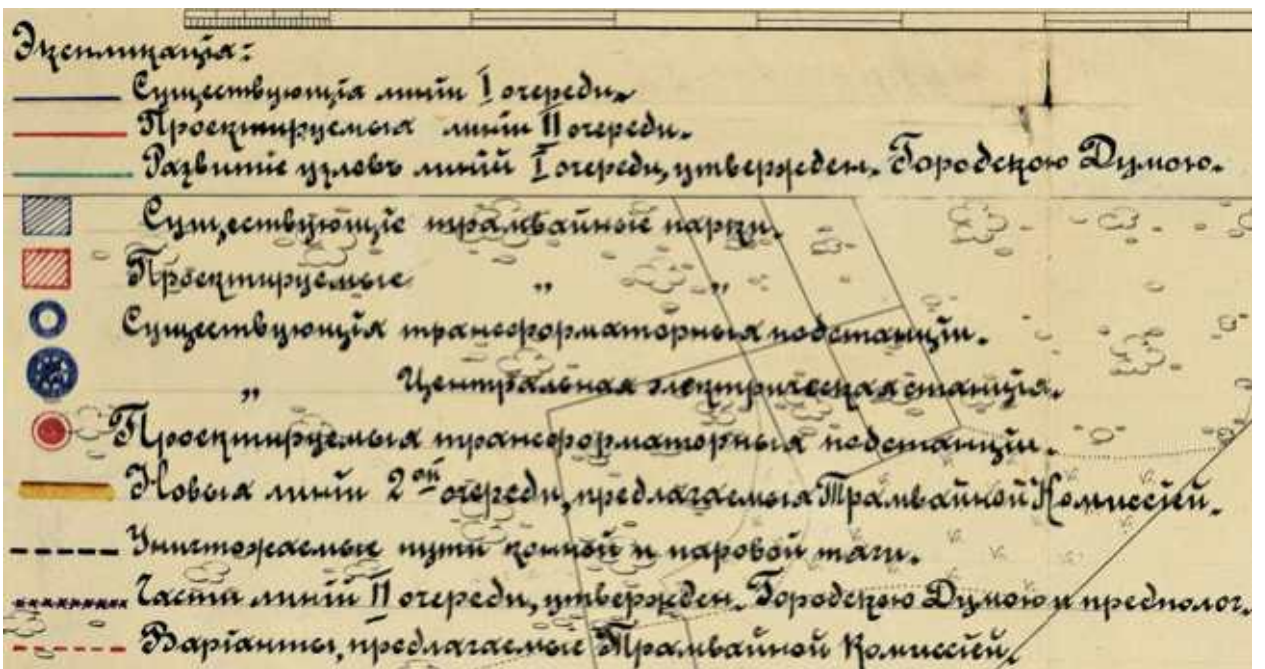 Экспликація:
Существующія линіи I очереди.
Проектируемыя линіи II очереди.
Развитіе узловъ линій I очереди, утвержден. Городскою Думою.
Существующіе трамвайные парки.
Проектируемые " "
Существующія трансформаторныя подстанціи.
" Центральная электрическая станція.
Проектируемыя трансформаторныя подстанціи.
Новыя линіи 2ой очереди, предлагаемыя Трамвайной Комиссіей.
Уничтожаемые пути конной и паровой тяги.
Части линій II очереди, утвержден. Городскою Думою и предполог.
Варіанты, предлагаемые Трамвайной Комиссіей.